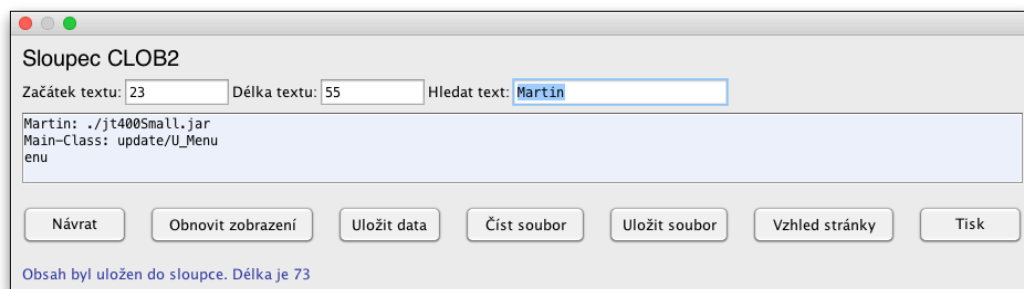 Sloupec CLOB2
Začátek textu: 23 Délka textu: 55 Hledat text: Martin
Martin: ./jt400Small.jar
Main-Class: update/U_Menu
enu
Návrat Obnovit zobrazení Uložit data Číst soubor Uložit soubor Vzhled stránky Tisk
Obsah byl uložen do sloupce. Délka je 73